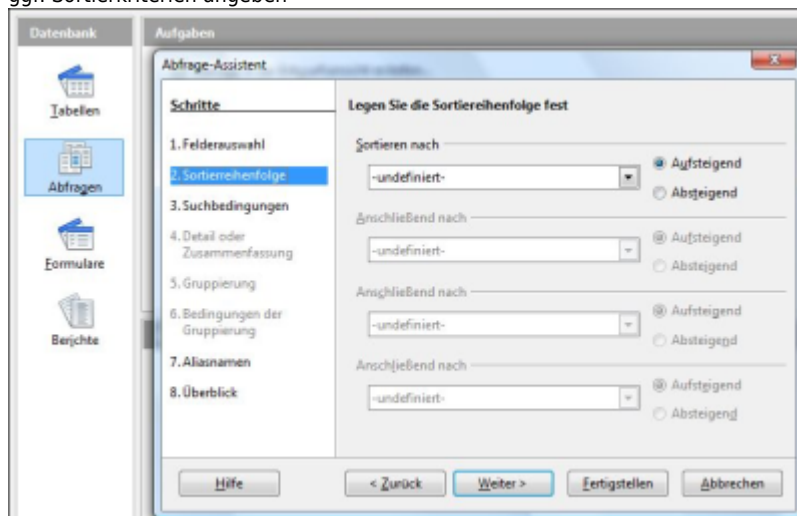 ggf. Sortierkriterien angeben
Datenbank
Aufgaben
Tabellen
Abfragen
Formulare
Berichte
Abfrage-Assistent
Schritte
1. Felderauswahl
2. Sortierreihenfolge
3. Suchbedingungen
4. Detail oder
Zusammenfassung
5. Gruppierung
6. Bedingungen der
Gruppierung
7. Aliasnamen
8. Überblick
Legen Sie die Sortiereihenfolge fest
Sortieren nach
-undefiniert-
Aufsteigend
Absteigend
Anschließend nach
-undefiniert-
Aufsteigend
Absteigend
Anschließend nach
-undefiniert-
Aufsteigend
Absteigend
Anschließend nach
-undefiniert-
Aufsteigend
Absteigend
Hilfe
< Zurück
Weiter >
Fertigstellen
Abbrechen